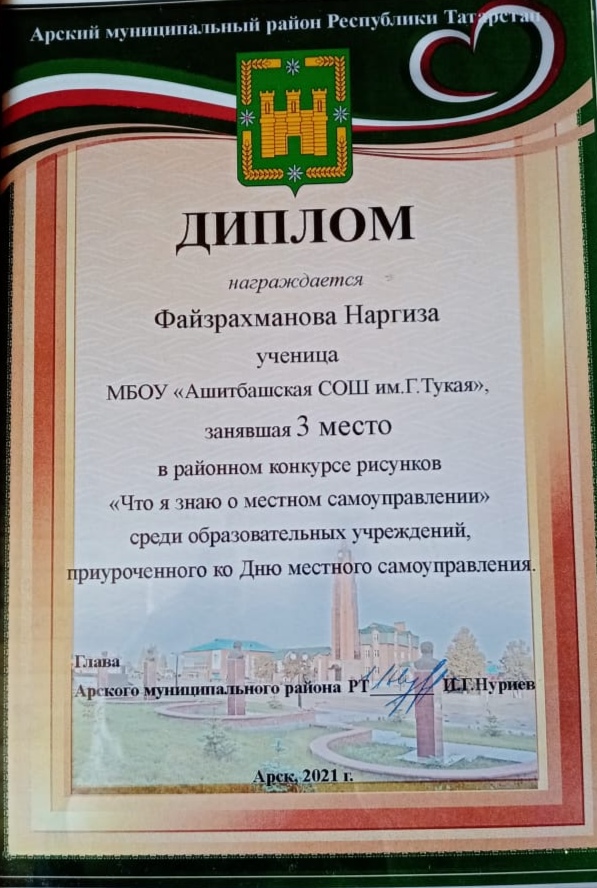 Арский муниципальный район Республики Татарстан
ДИПЛОМ
награждается
Файзрахманова Наргиза
ученица
МБОУ «Ашитбашская СОШ им.Г.Тукая»,
занявшая 3 место
в районном конкурсе рисунков
«Что я знаю о местном самоуправлении»
среди образовательных учреждений,
приуроченного ко Дню местного самоуправления.
Глава
Арского муниципального района РТ И.Г.Нуриев
Арск, 2021 г.